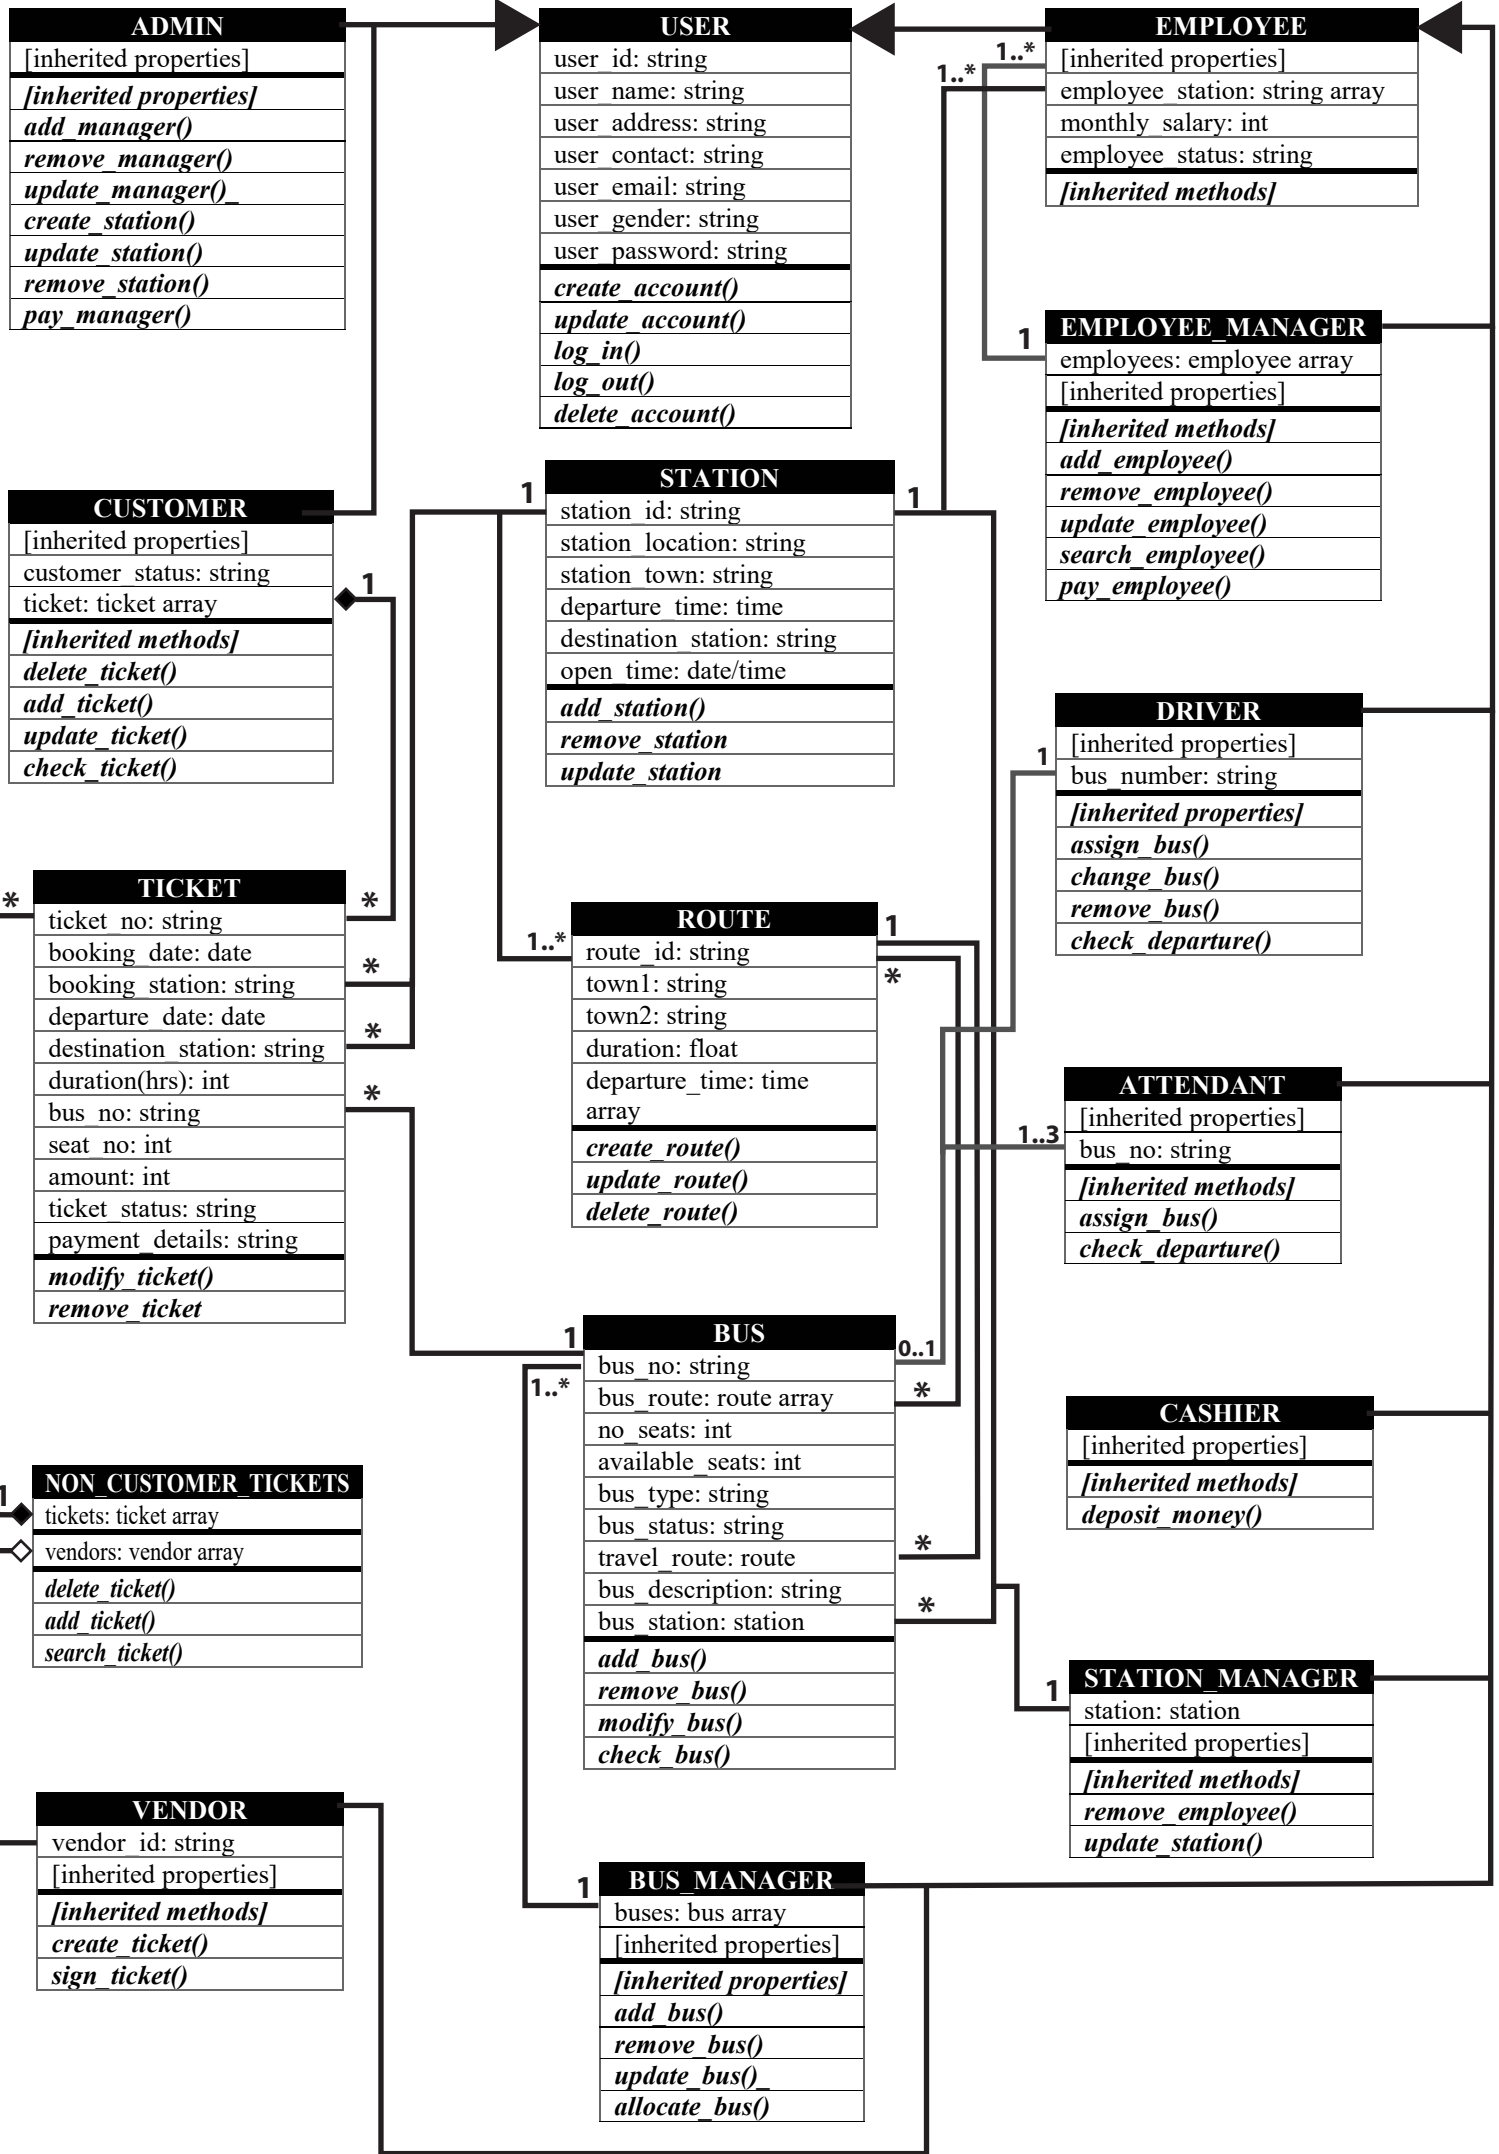 ADMIN
[inherited properties]
[inherited properties]
add_manager()
remove_manager()
update_manager()_
create_station()
update_station()
remove_station()
pay_manager()
USER
user_id: string
user_name: string
user_address: string
user_contact: string
user_email: string
user_gender: string
user_password: string
create_account()
update_account()
log_in()
log_out()
delete_account()
EMPLOYEE
[inherited properties]
employee_station: string array
monthly_salary: int
employee_status: string
[inherited methods]
1..*
1..*
1
EMPLOYEE_MANAGER
employees: employee array
[inherited properties]
[inherited methods]
add_employee()
remove_employee()
update_employee()
search_employee()
pay_employee()
CUSTOMER
[inherited properties]
customer_status: string
ticket: ticket array
[inherited methods]
delete_ticket()
add_ticket()
update_ticket()
check_ticket()
1
1
STATION
station_id: string
station_location: string
station_town: string
departure_time: time
destination_station: string
open_time: date/time
add_station()
remove_station
update_station
1
DRIVER
[inherited properties]
bus_number: string
[inherited properties]
assign_bus()
change_bus()
remove_bus()
check_departure()
1
*
TICKET
ticket_no: string
booking_date: date
booking_station: string
departure_date: date
destination_station: string
duration(hrs): int
bus_no: string
seat_no: int
amount: int
ticket_status: string
payment_details: string
modify_ticket()
remove_ticket
*
*
*
*
1..*
ROUTE
route_id: string
town1: string
town2: string
duration: float
departure_time: time
array
create_route()
update_route()
delete_route()
1
*
1..3
ATTENDANT
[inherited properties]
bus_no: string
[inherited methods]
assign_bus()
check_departure()
1
1..*
BUS
bus_no: string
bus_route: route array
no_seats: int
available_seats: int
bus_type: string
bus_status: string
travel_route: route
bus_description: string
bus_station: station
add_bus()
remove_bus()
modify_bus()
check_bus()
0..1
*
*
*
CASHIER
[inherited properties]
[inherited methods]
deposit_money()
1
NON_CUSTOMER_TICKETS
tickets: ticket array
vendors: vendor array
delete_ticket()
add_ticket()
search_ticket()
1
STATION_MANAGER
station: station
[inherited properties]
[inherited methods]
remove_employee()
update_station()
VENDOR
vendor_id: string
[inherited properties]
[inherited methods]
create_ticket()
sign_ticket()
1
BUS_MANAGER
buses: bus array
[inherited properties]
[inherited properties]
add_bus()
remove_bus()
update_bus()_
allocate_bus()